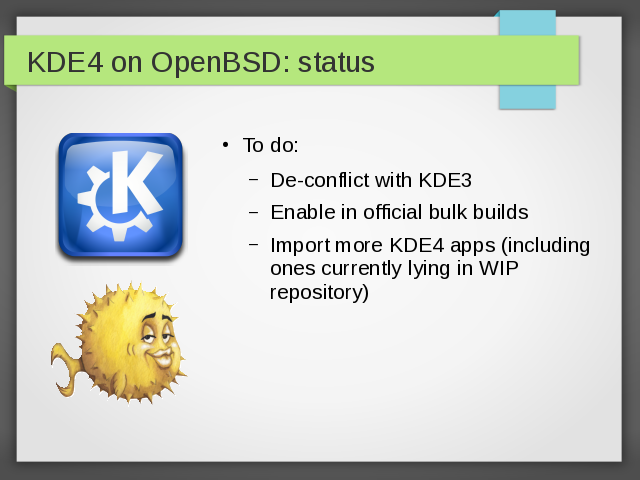 KDE4 on OpenBSD: status
K
• To do:
– De-conflict with KDE3
– Enable in official bulk builds
– Import more KDE4 apps (including
ones currently lying in WIP
repository)